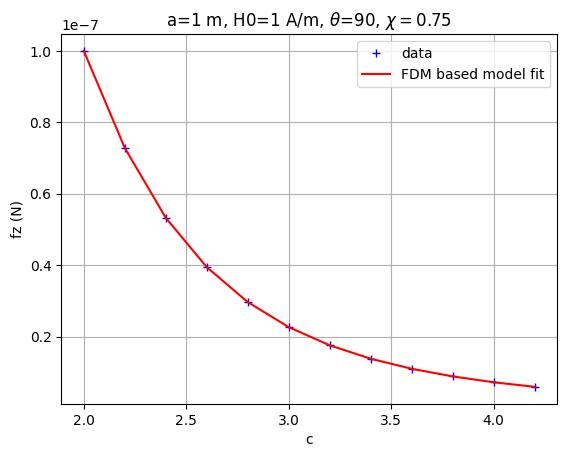 a=1 m, H0=1 A/m, θ=90, χ = 0.75
1e−7
data
FDM based model fit
1.0
0.8
0.6
0.4
0.2
fz (N)
2.0 2.5 3.0 3.5 4.0
c